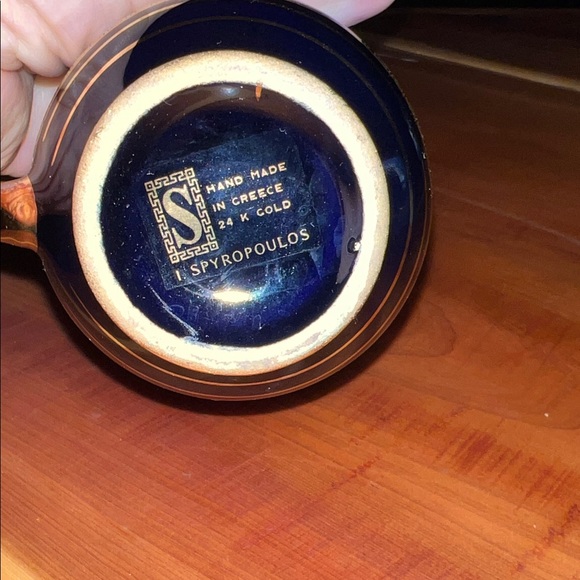 S
HAND MADE
IN GREECE
24 K GOLD
I. SPYROPOULOS